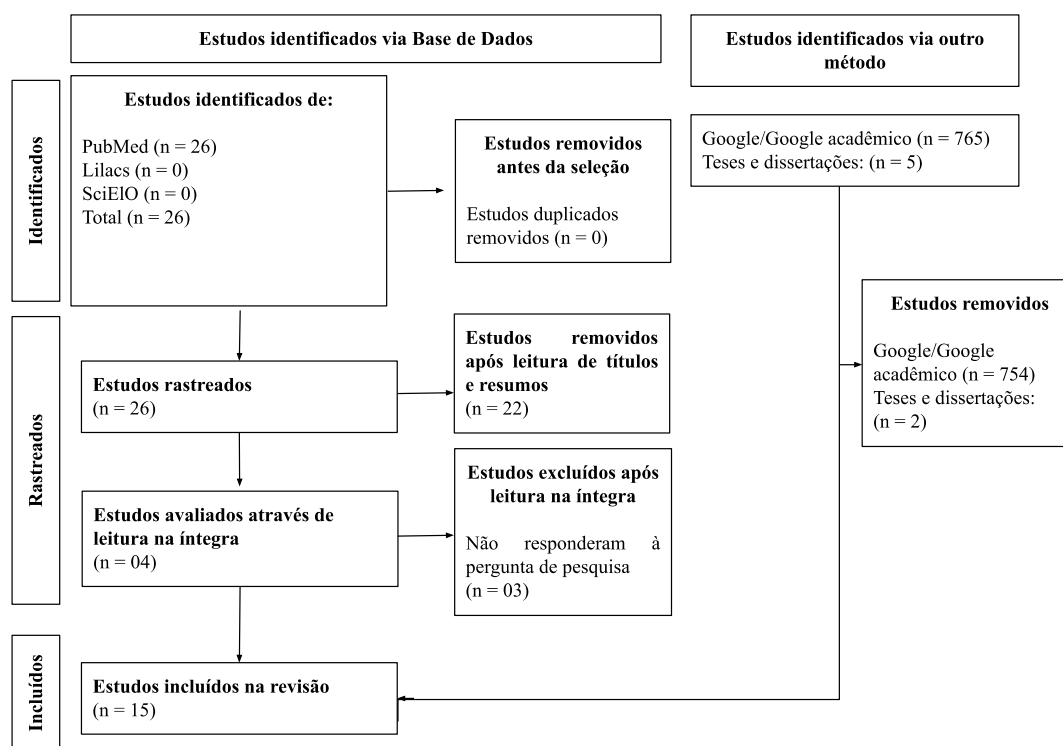 Estudos identificados via Base de Dados
Estudos identificados via outro
método
Identificados
Estudos identificados de:
PubMed (n = 26)
Lilacs (n = 0)
SciElO (n = 0)
Total (n = 26)
Estudos removidos
antes da seleção
Estudos duplicados
removidos (n = 0)
Google/Google acadêmico (n = 765)
Teses e dissertações: (n = 5)
Estudos removidos
Google/Google
acadêmico (n = 754)
Teses e dissertações:
(n = 2)
Rastreados
Estudos rastreados
(n = 26)
Estudos removidos
após leitura de títulos
e resumos
(n = 22)
Estudos avaliados através de
leitura na íntegra
(n = 04)
Estudos excluídos após
leitura na íntegra
Não responderam à
pergunta de pesquisa
(n = 03)
Incluídos
Estudos incluídos na revisão
(n = 15)